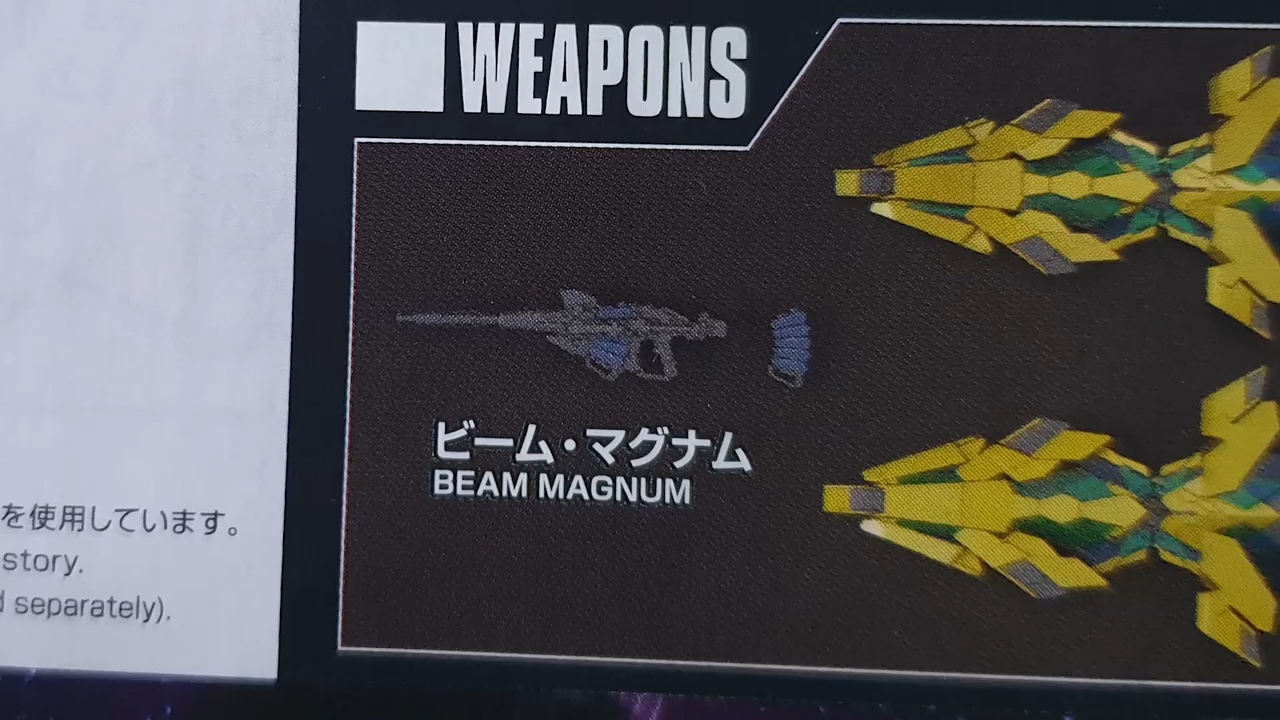 WEAPONS
ビーム・マグナム
BEAM MAGNUM
を使用しています。
story.
separately).